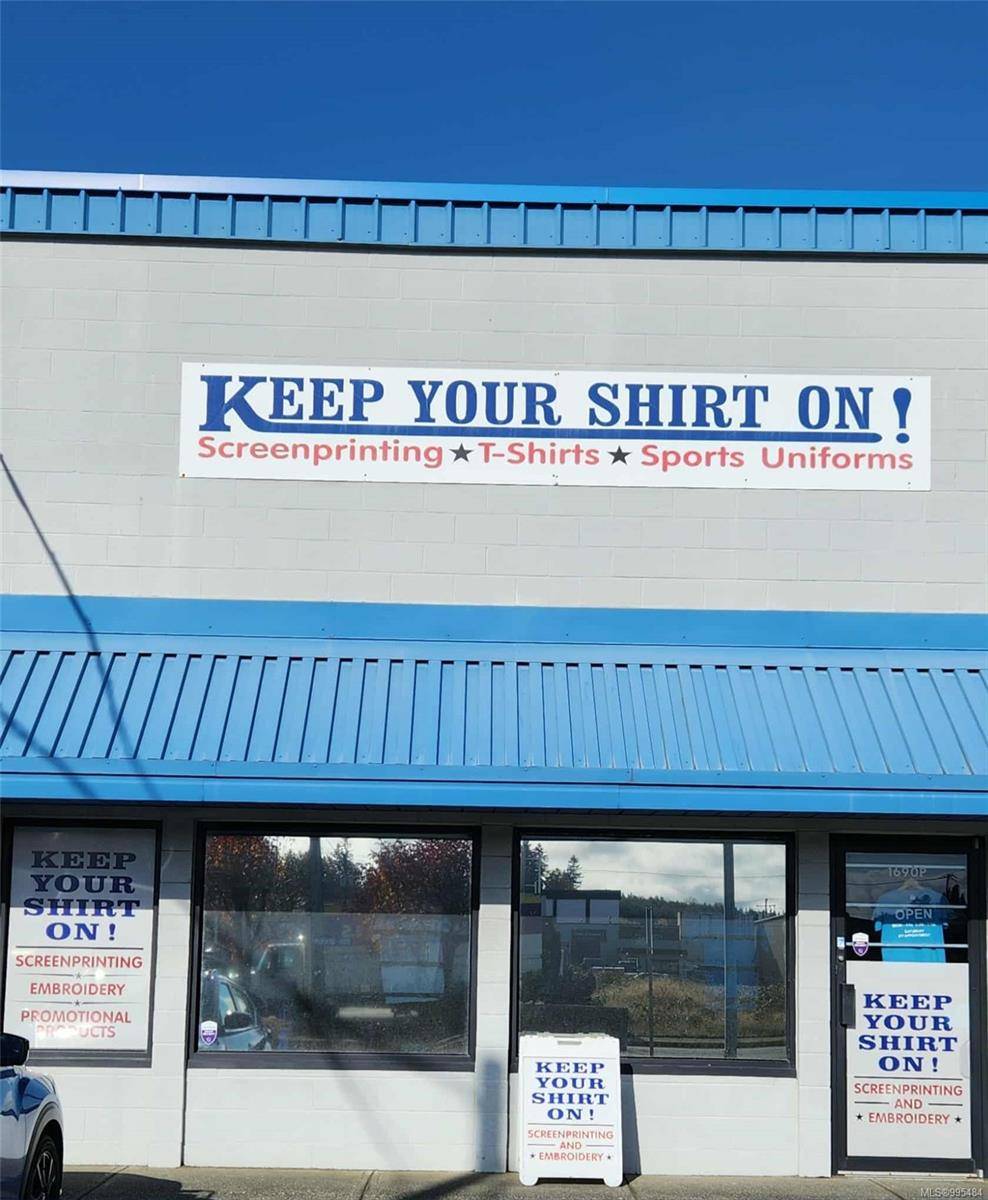 KEEP YOUR SHIRT ON!
Screenprinting ★ T-Shirts ★ Sports Uniforms
KEEP
YOUR
SHIRT
ON!
SCREENPRINTING
★
EMBROIDERY
★
PROMOTIONAL
PRODUCTS
KEEP
YOUR
SHIRT
ON!
SCREENPRINTING
AND
EMBROIDERY ★
1690P
OPEN
KEEP
YOUR
SHIRT
ON!
SCREENPRINTING
AND
★ EMBROIDERY ★
MLS®995484